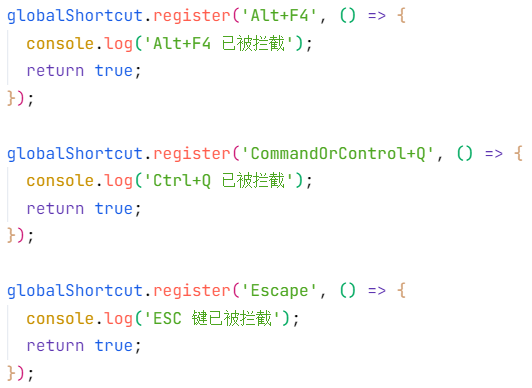 globalShortcut.register('Alt+F4', () => {
  console.log('Alt+F4 已被拦截');
  return true;
});

globalShortcut.register('CommandOrControl+Q', () => {
  console.log('Ctrl+Q 已被拦截');
  return true;
});

globalShortcut.register('Escape', () => {
  console.log('ESC 键已被拦截');
  return true;
});